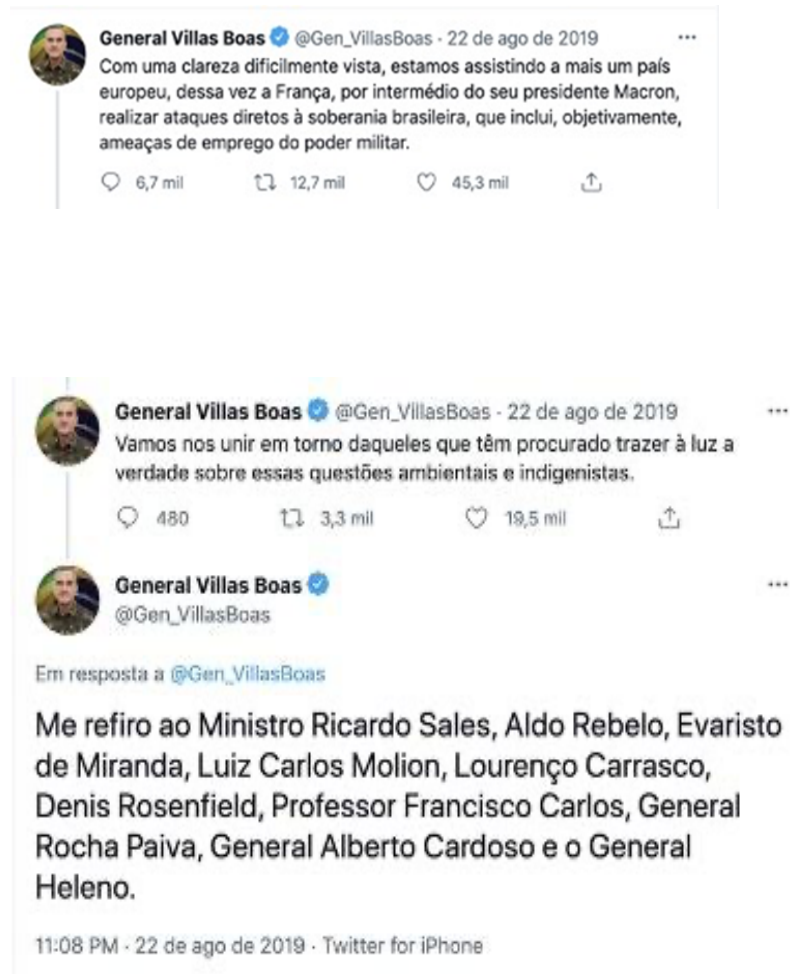 General Villas Boas @Gen_VillasBoas · 22 de ago de 2019
Com uma clareza dificilmente vista, estamos assistindo a mais um país
europeu, dessa vez a França, por intermédio do seu presidente Macron,
realizar ataques diretos à soberania brasileira, que inclui, objetivamente,
ameaças de emprego do poder militar.
6,7 mil 12,7 mil 45,3 mil
General Villas Boas @Gen_VillasBoas · 22 de ago de 2019
Vamos nos unir em torno daqueles que têm procurado trazer à luz a
verdade sobre essas questões ambientais e indigenistas.
480 3,3 mil 19,5 mil
General Villas Boas
@Gen_VillasBoas
Em resposta a @Gen_VillasBoas
Me refiro ao Ministro Ricardo Sales, Aldo Rebelo, Evaristo
de Miranda, Luiz Carlos Molion, Lourenço Carrasco,
Denis Rosenfield, Professor Francisco Carlos, General
Rocha Paiva, General Alberto Cardoso e o General
Heleno.
11:08 PM · 22 de ago de 2019 · Twitter for iPhone